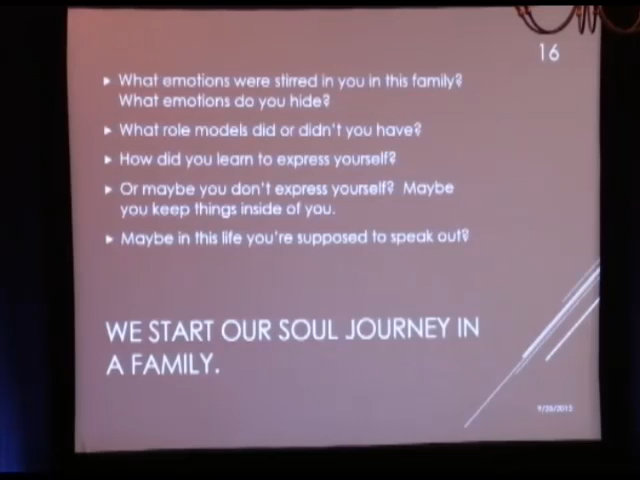 16
What emotions were stirred in you in this family?
What emotions do you hide?
What role models did or didn't you have?
How did you learn to express yourself?
Or maybe you don't express yourself? Maybe
you keep things inside of you.
Maybe in this life you're supposed to speak out?
WE START OUR SOUL JOURNEY IN
A FAMILY.